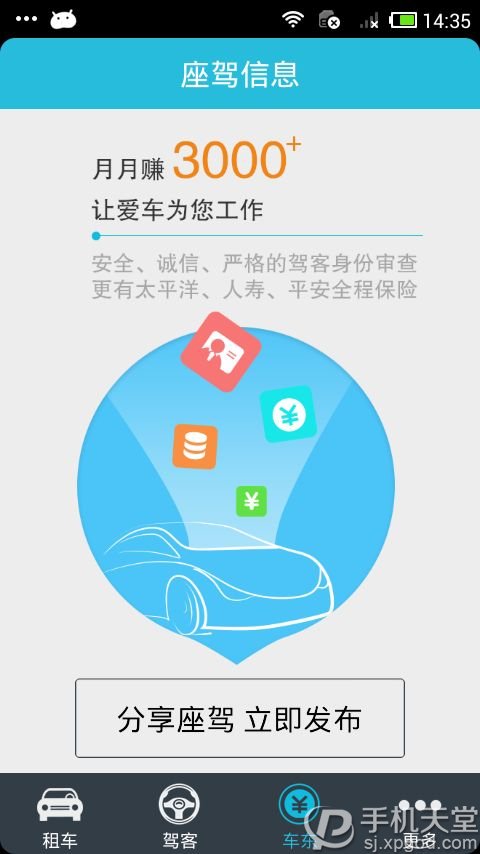 14:35
座驾信息
月月赚 3000+
让爱车为您工作
安全、诚信、严格的驾客身份审查
更有太平洋、人寿、平安全程保险
¥
¥
分享座驾 立即发布
¥
租车 驾客 车东 更多
手机天堂